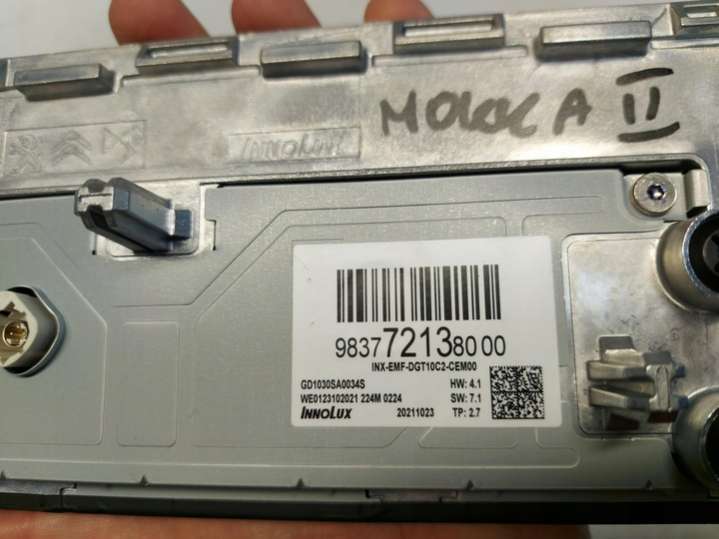 MOKKA II
INNOLUX
9837721380 00
INX-EMF-DGT10C2-CEM00
GD1030SA0034S HW: 4.1
WE0123102021 224M 0224 SW: 7.1
INNOLUX 20211023 TP: 2.7